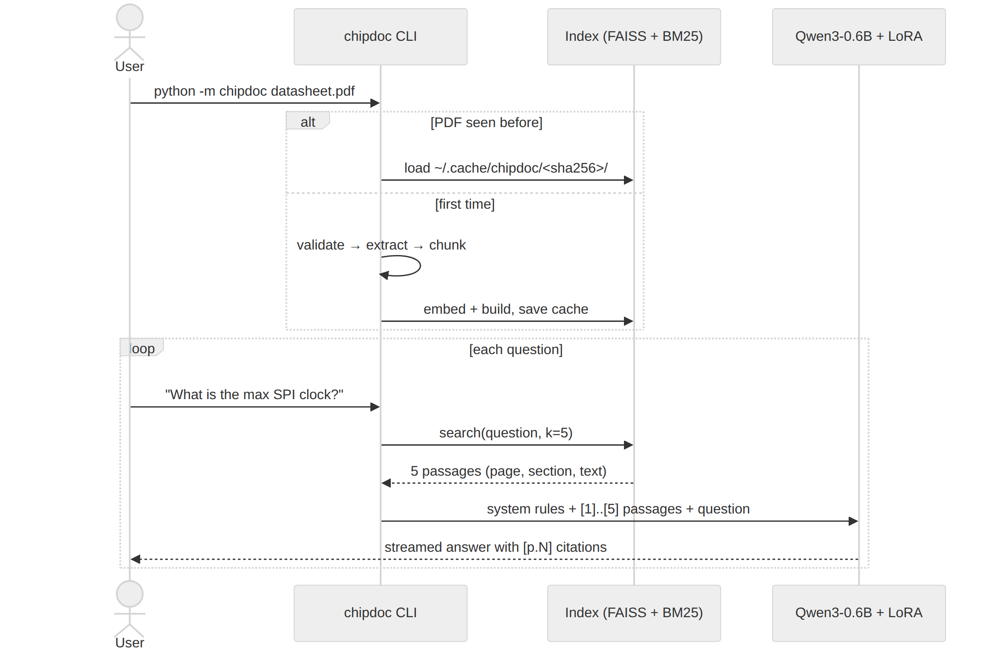 User
chipdoc CLI
Index (FAISS + BM25)
Qwen3-0.6B + LoRA
python -m chipdoc datasheet.pdf
alt
[PDF seen before]
load ~/.cache/chipdoc/<sha256>/
[first time]
validate → extract → chunk
embed + build, save cache
loop
[each question]
"What is the max SPI clock?"
search(question, k=5)
5 passages (page, section, text)
system rules + [1]..[5] passages + question
streamed answer with [p.N] citations
chipdoc CLI
Index (FAISS + BM25)
Qwen3-0.6B + LoRA
User